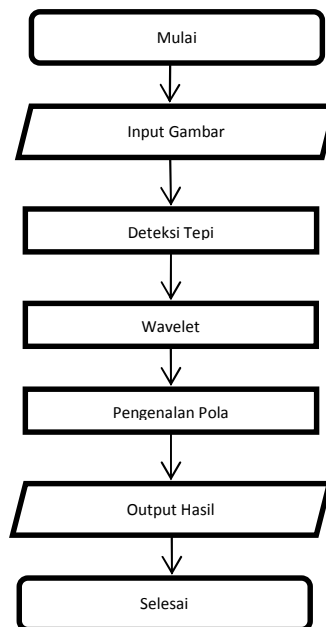 Mulai
Input Gambar
Deteksi Tepi
Wavelet
Pengenalan Pola
Output Hasil
Selesai